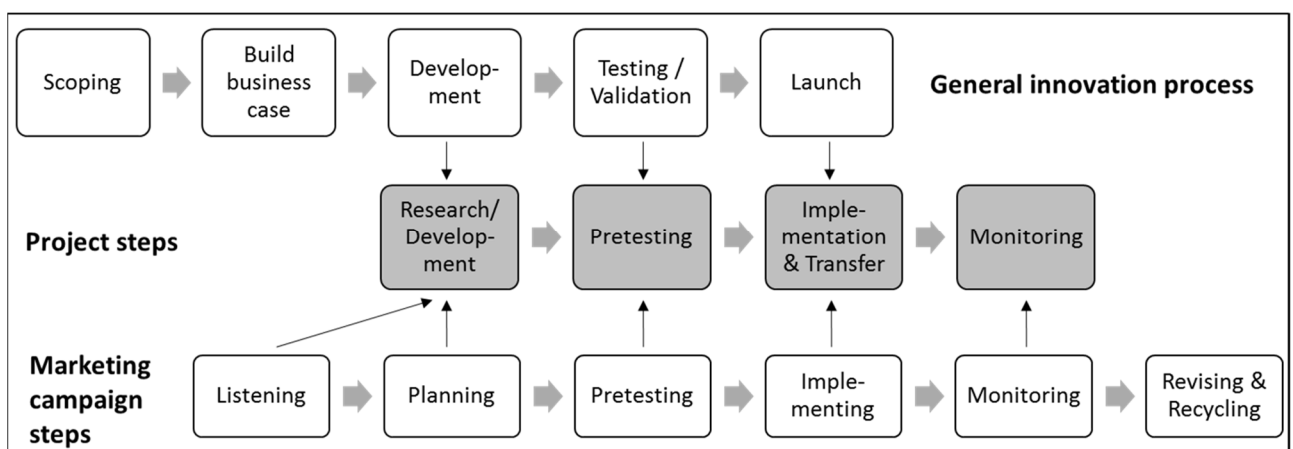 Scoping
Build
business
case
Develop-
ment
Testing /
Validation
Launch
General innovation process
Project steps
Research/
Develop-
ment
Pretesting
Imple-
mentation
& Transfer
Monitoring
Marketing
campaign
steps
Listening
Planning
Pretesting
Imple-
menting
Monitoring
Revising &
Recycling